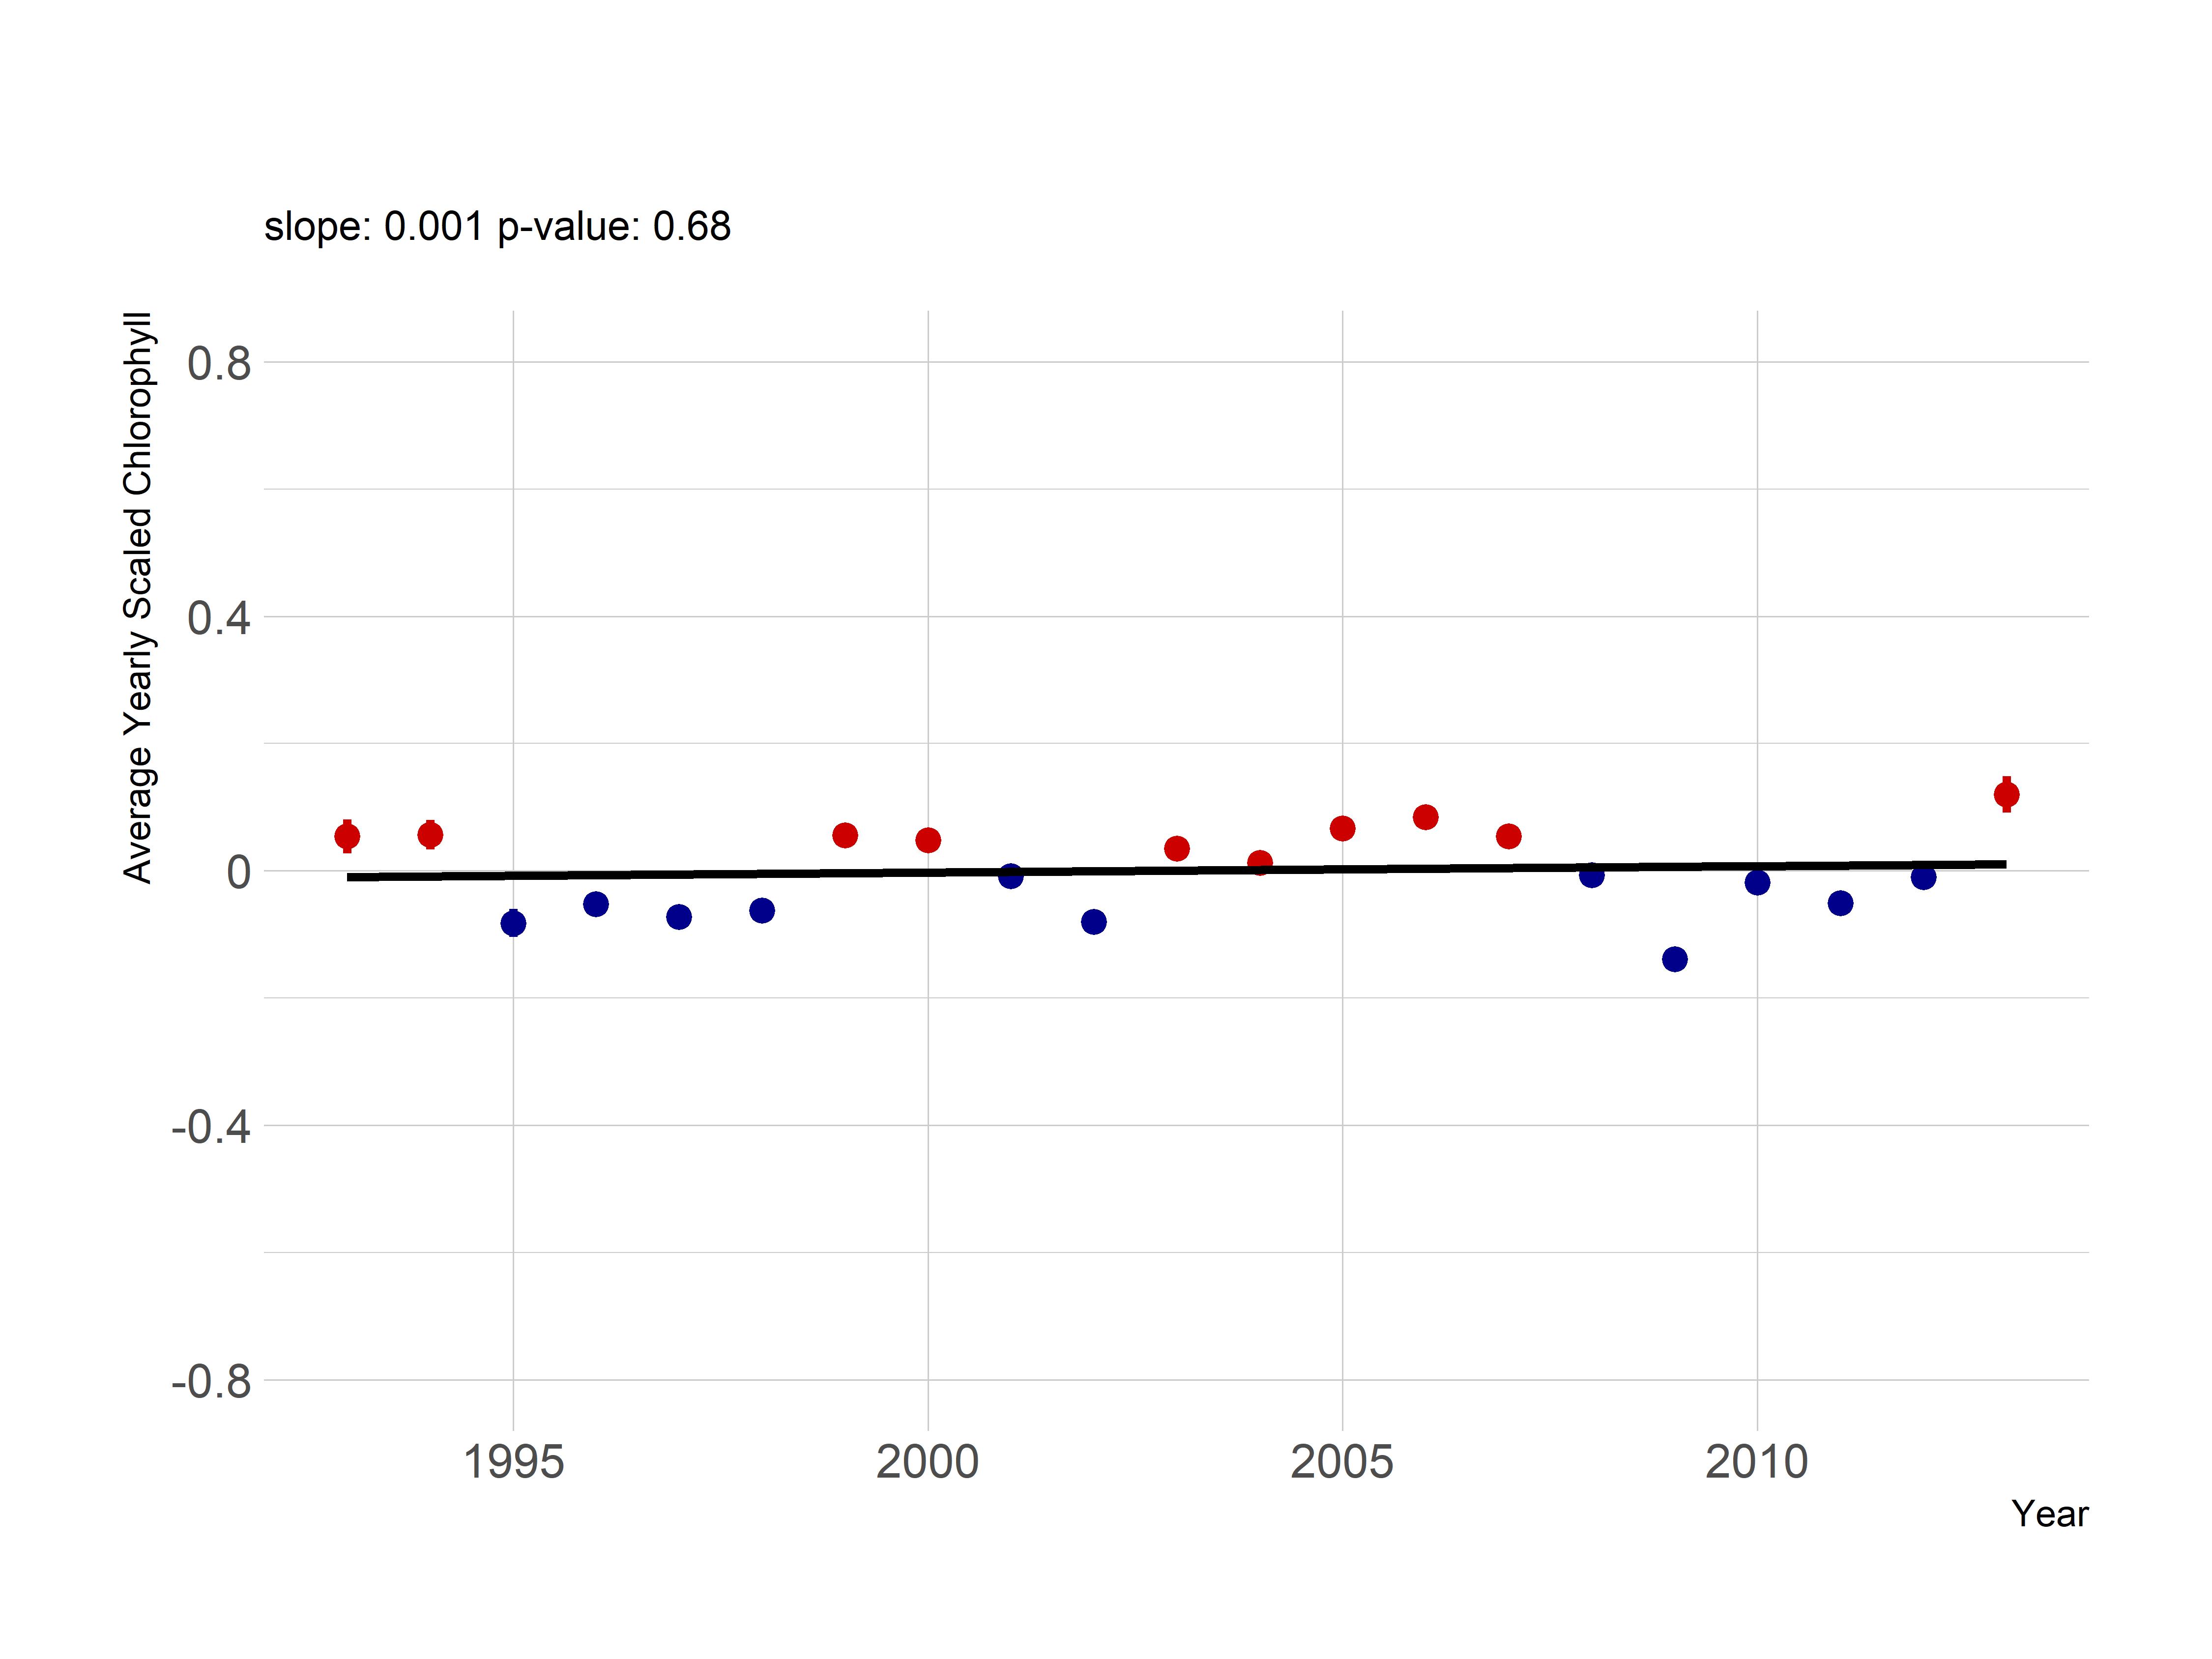 slope: 0.001 p-value: 0.68
Average Yearly Scaled Chlorophyll
0.8
0.4
0
-0.4
-0.8
1995 2000 2005 2010
Year